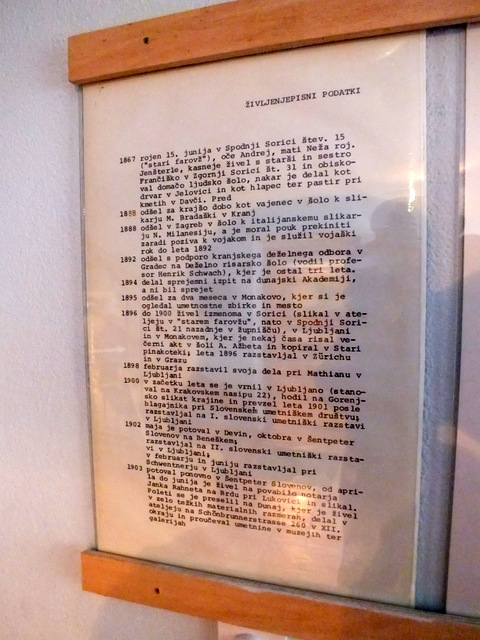 ŽIVLJENJEPISNI PODATKI
1867 rojen 15. junija v Spodnji Sorici štev. 15
("stari farovž"), oče Andrej, mati Neža roj.
Jenšterle, kasneje živel s starši in sestro
Frančiško v Zgornji Sorici št. 31 in obisko-
val domačo ljudsko šolo, nakar je delal kot
drvar v Jelovici in kot hlapec ter pastir pri
kmetih v Davči. Pred
odšel za krajšo dobo kot vajenec v šolo k sli-
karju M. Bradaški v Kranj
1888 odšel v Zagreb v šolo k italijanskemu slikar-
ju N. Milanesiju, a je moral pouk prekiniti
zaradi poziva k vojakom in je služil vojaški
rok do leta 1892
1892 odšel s podporo kranjskega deželnega odbora v
Gradec na Deželno risarsko šolo (vodil profe-
sor Henrik Schwach), kjer je ostal tri leta.
1894 delal sprejemni izpit na dunajski Akademiji,
a ni bil sprejet
1895 odšel za dva meseca v Monakovo, kjer si je
ogledal umetnostne zbirke in mesto
1896 do 1900 živel izmenoma v Sorici (slikal v ate-
ljeju v "starem farovžu", nato v Spodnji Sori-
ci št. 21 nazadnje v župnišču), v Ljubljani
in v Monakovem, kjer je nekaj časa risal ve-
černi akt v šoli A. Ažbeta in kopiral v Stari
pinakoteki; leta 1896 razstavljal v Zürichu
in v Grazu
1898 februarja razstavil svoja dela pri Mathianu v
Ljubljani
1900 v začetku leta se je vrnil v Ljubljano (stano-
val na Krakovskem nasipu 22), hodil na Gorenj-
sko slikat krajine in prevzel leta 1901 posle
blagajnika pri Slovenskem umetniškem društvu;
razstavljal na I. slovenski umetniški razstavi
v Ljubljani
1902 maja je potoval v Devin, oktobra v Šentpeter
Slovenov na Beneškem;
razstavljal na II. slovenski umetniški razsta-
vi v Ljubljani;
v februarju in juniju razstavljal pri
Schwentnerju v Ljubljani
1903 potoval ponovno v Šentpeter Slovenov, od apri-
la do junija je živel na povabilo notarja
Janka Rahneta na Brdu pri Lukovici in slikal.
Poleti se je preselil na Dunaj, kjer je živel
v zelo težkih materialnih razmerah, delal v
ateljeju na Schönbrunnerstrasse 260 v XII.
okraju in proučeval umetnine v muzejih ter
galerijah